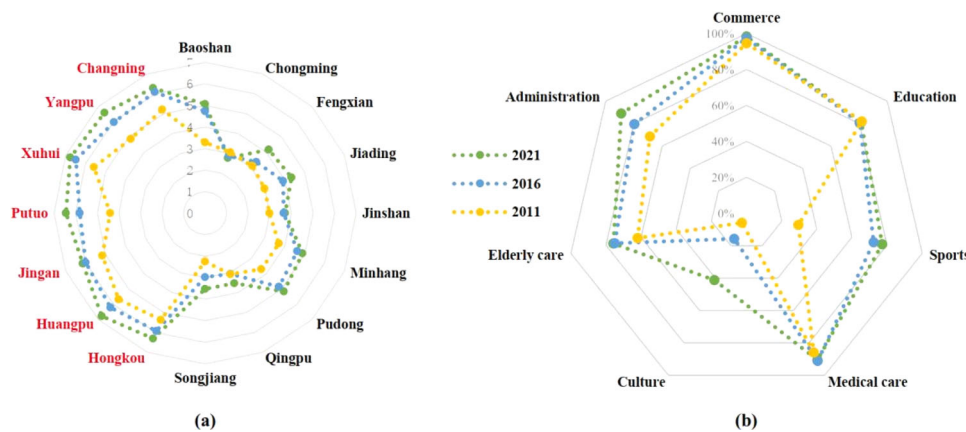 Baoshan
Chongming
Fengxian
Jiading
Jinshan
Minhang
Pudong
Qingpu
Songjiang
Hongkou
Huangpu
Jingan
Putuo
Xuhui
Yangpu
Changning
7
6
5
4
3
2
1
0
(a)
2021
2016
2011
Commerce
Education
Sports
Medical care
Culture
Elderly care
Administration
100%
80%
60%
40%
20%
0%
(b)